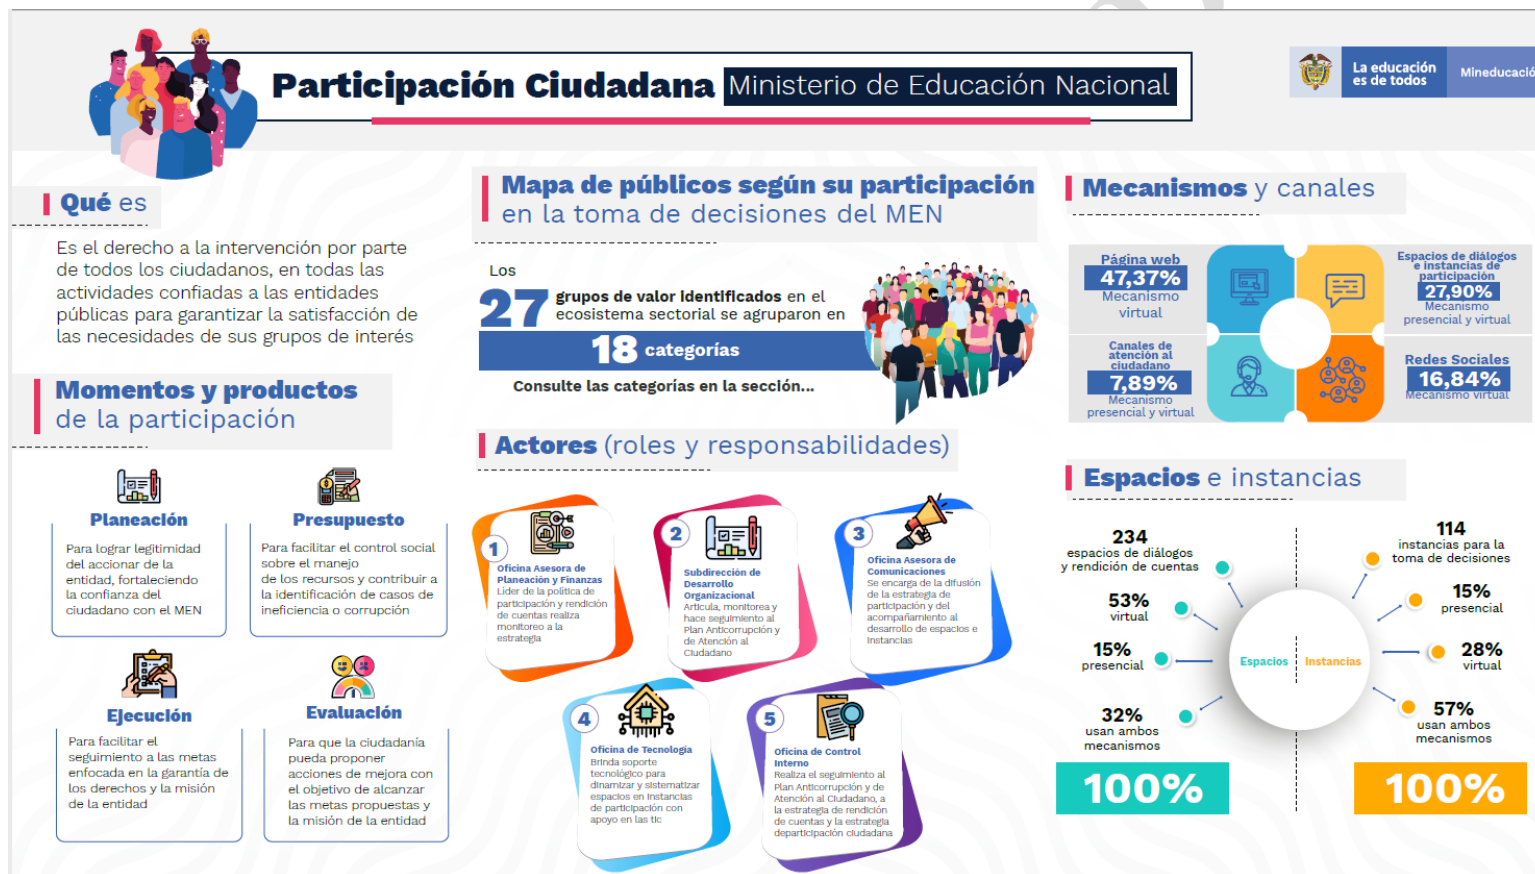 Participación Ciudadana Ministerio de Educación Nacional
La educación
es de todos
Mineducació
Qué es
Es el derecho a la intervención por parte
de todos los ciudadanos, en todas las
actividades confiadas a las entidades
públicas para garantizar la satisfacción de
las necesidades de sus grupos de interés
Momentos y productos
de la participación
Planeación
Para lograr legitimidad
del accionar de la
entidad, fortaleciendo
la confianza del
ciudadano con el MEN
Presupuesto
Para facilitar el control social
sobre el manejo
de los recursos y contribuir a
la identificación de casos de
ineficiencia o corrupción
Ejecución
Para facilitar el
seguimiento a las metas
enfocada en la garantía de
los derechos y la misión
de la entidad
Evaluación
Para que la ciudadanía
pueda proponer
acciones de mejora con
el objetivo de alcanzar
las metas propuestas y
la misión de la entidad
Mapa de públicos según su participación
en la toma de decisiones del MEN
Los
27 grupos de valor identificados en el
ecosistema sectorial se agruparon en
18 categorías
Consulte las categorías en la sección...
Actores (roles y responsabilidades)
1
Oficina Asesora de
Planeación y Finanzas
Líder de la política de
participación y rendición
de cuentas realiza
monitoreo a la
estrategia
2
Subdirección de
Desarrollo
Organizacional
Articula, monitorea y
hace seguimiento al
Plan Anticorrupción y
de Atención al
Ciudadano
3
Oficina Asesora de
Comunicaciones
Se encarga de la difusión
de la estrategia de
participación y del
acompañamiento al
desarrollo de espacios e
instancias
4
Oficina de Tecnología
Brinda soporte
tecnológico para
dinamizar y sistematizar
espacios en instancias
de participación con
apoyo en las tic
5
Oficina de Control
Interno
Realiza el seguimiento al
Plan Anticorrupción y de
Atención al Ciudadano, a
la estrategia de rendición
de cuentas y la estrategia
departicipación ciudadana
Mecanismos y canales
Página web
47,37%
Mecanismo
virtual
Espacios de diálogos
e instancias de
participación
27,90%
Mecanismo
presencial y virtual
Canales de
atención al
ciudadano
7,89%
Mecanismo
presencial y virtual
Redes Sociales
16,84%
Mecanismo virtual
Espacios e instancias
234
espacios de diálogos
y rendición de cuentas
53%
virtual
15%
presencial
32%
usan ambos
mecanismos
100%
Espacios
Instancias
114
instancias para la
toma de decisiones
15%
presencial
28%
virtual
57%
usan ambos
mecanismos
100%